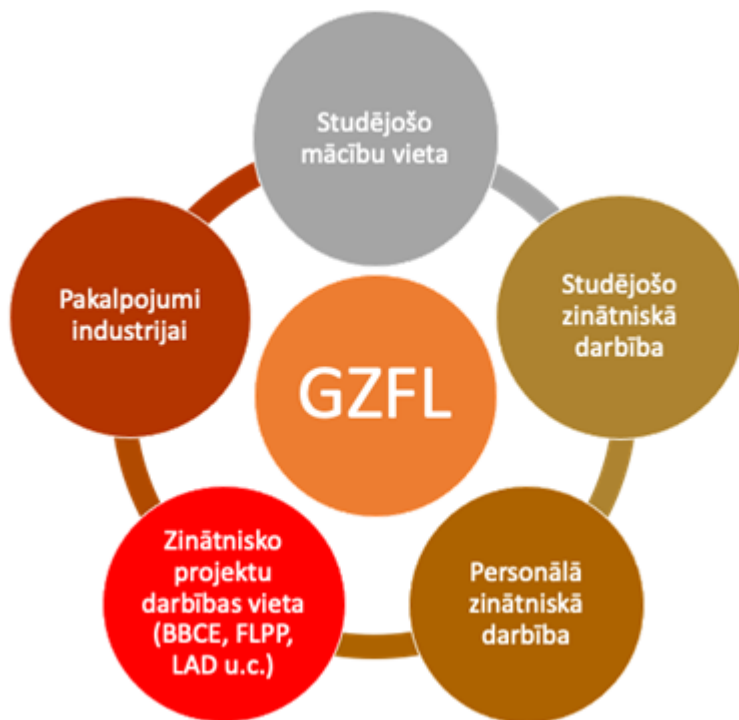 Studējošo
mācību vieta
Pakalpojumi
industrijai
Studējošo
zinātniskā
darbība
GZFL
Zinātnisko
projektu
darbības vieta
(BBCE, FLPP,
LAD u.c.)
Personālā
zinātniskā
darbība